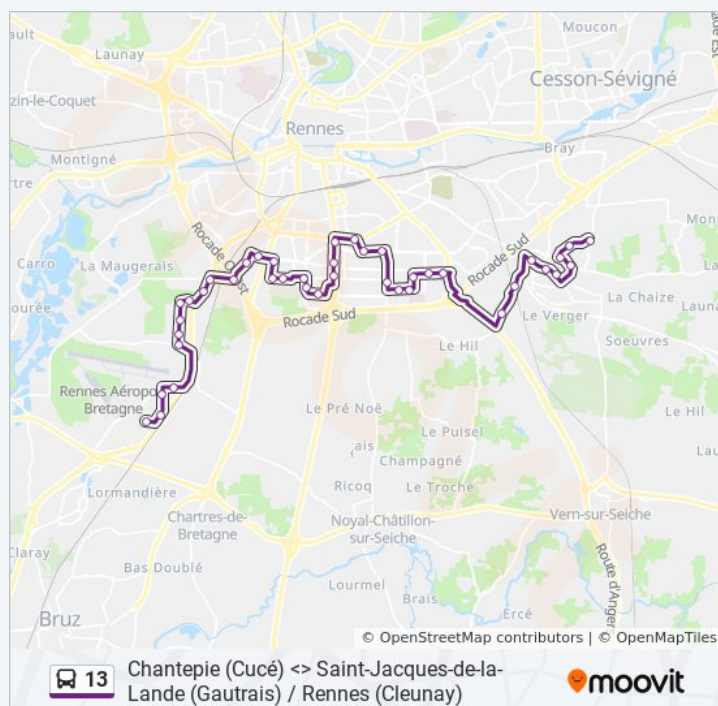 ault
Launay
Cesson-Sévigné
ade Est
zin-le-Coquet
Rennes
Montigné
Bray
rtre
Mon
Rocade Ouest
Rocade Sud
Carro
La Maugerais
La Chaize
ourée
Rocade Sud
Le Verger
Launa
Le Hil
Soeuvres
Rennes Aéropo
Bretagne
Le Pré Noë
Le Hil
Le Puisel
als
Champagné
Lormandière
Ricoq
Le Troche
Lau
Chartres-de-
Bretagne
Noyal-Châtillon-
sur-Seiche
Vern-sur-Seiche
Claray
Bas Doublé
Route d'Anger
Lourmel
Brais
Ercé
Bruz
© OpenStreetMap contributors | © OpenMapTiles
13
Chantepie (Cucé) <> Saint-Jacques-de-la-
Lande (Gautrais) / Rennes (Cleunay)
moovit